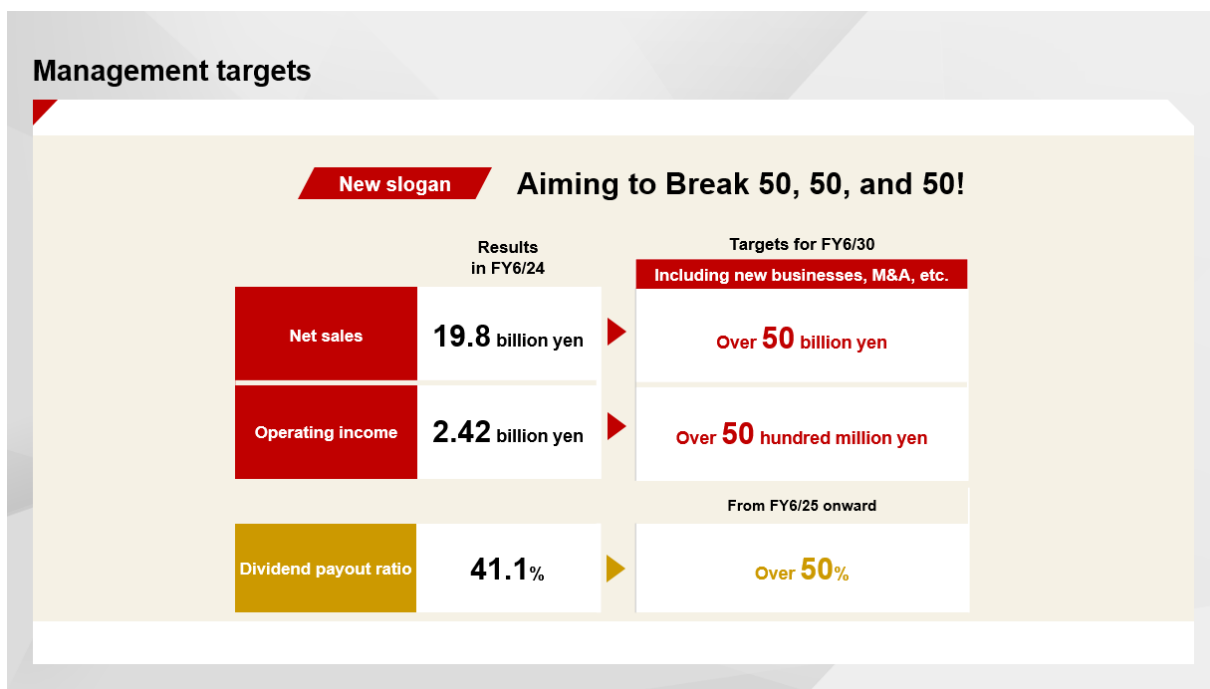 Management targets
New slogan
Aiming to Break 50, 50, and 50!
Results
in FY6/24
Targets for FY6/30
Including new businesses, M&A, etc.
Net sales
19.8 billion yen
Over 50 billion yen
Operating income
2.42 billion yen
Over 50 hundred million yen
From FY6/25 onward
Dividend payout ratio
41.1%
Over 50%